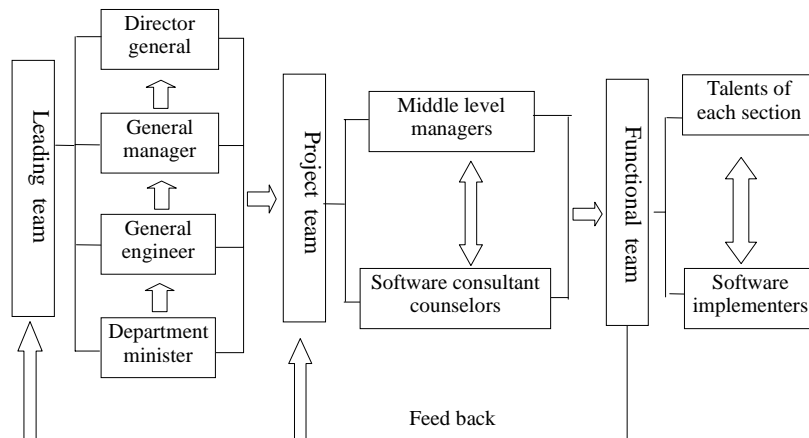 Leading team
Director
general
General
manager
General
engineer
Department
minister
Project team
Middle level
managers
Software consultant
counselors
Functional team
Talents of
each section
Software
implementers
Feed back